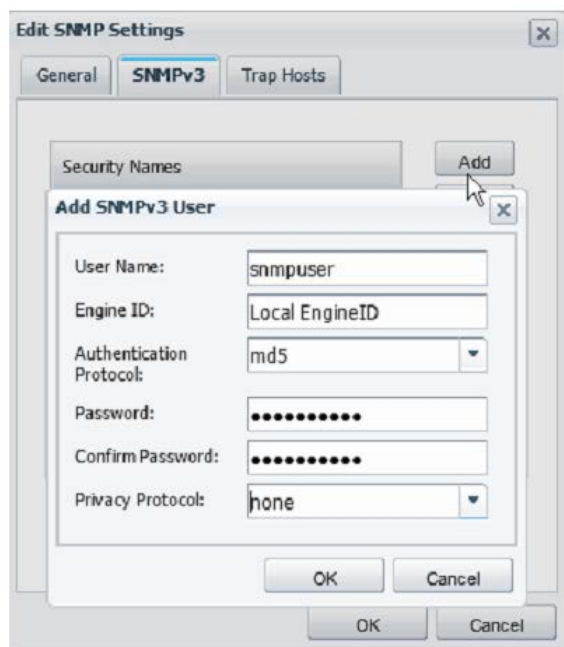 Edit SNMP Settings
General SNMPv3 Trap Hosts
Security Names Add
Add SNMPv3 User
User Name: snmpuser
Engine ID: Local EngineID
Authentication Protocol: md5
Password: ••••••••••
Confirm Password: ••••••••••
Privacy Protocol: none
OK Cancel
OK Cancel